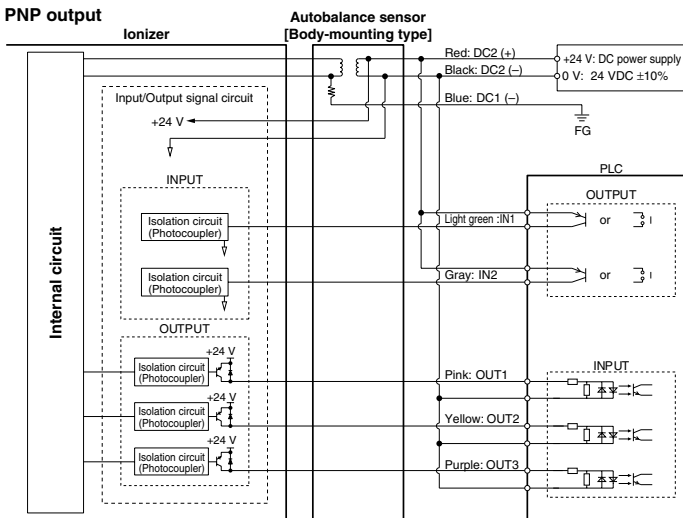 PNP output
Ionizer
Autobalance sensor
[Body-mounting type]
Red: DC2 (+)
+24 V: DC power supply
Black: DC2 (–)
0 V: 24 VDC ±10%
Input/Output signal circuit
Blue: DC1 (–)
+24 V
FG
PLC
INPUT
OUTPUT
Isolation circuit
(Photocoupler)
Light green :IN1
or
Isolation circuit
(Photocoupler)
Gray: IN2
or
Internal circuit
OUTPUT
INPUT
+24 V
Isolation circuit
(Photocoupler)
Pink: OUT1
+24 V
Isolation circuit
(Photocoupler)
Yellow: OUT2
+24 V
Isolation circuit
(Photocoupler)
Purple: OUT3